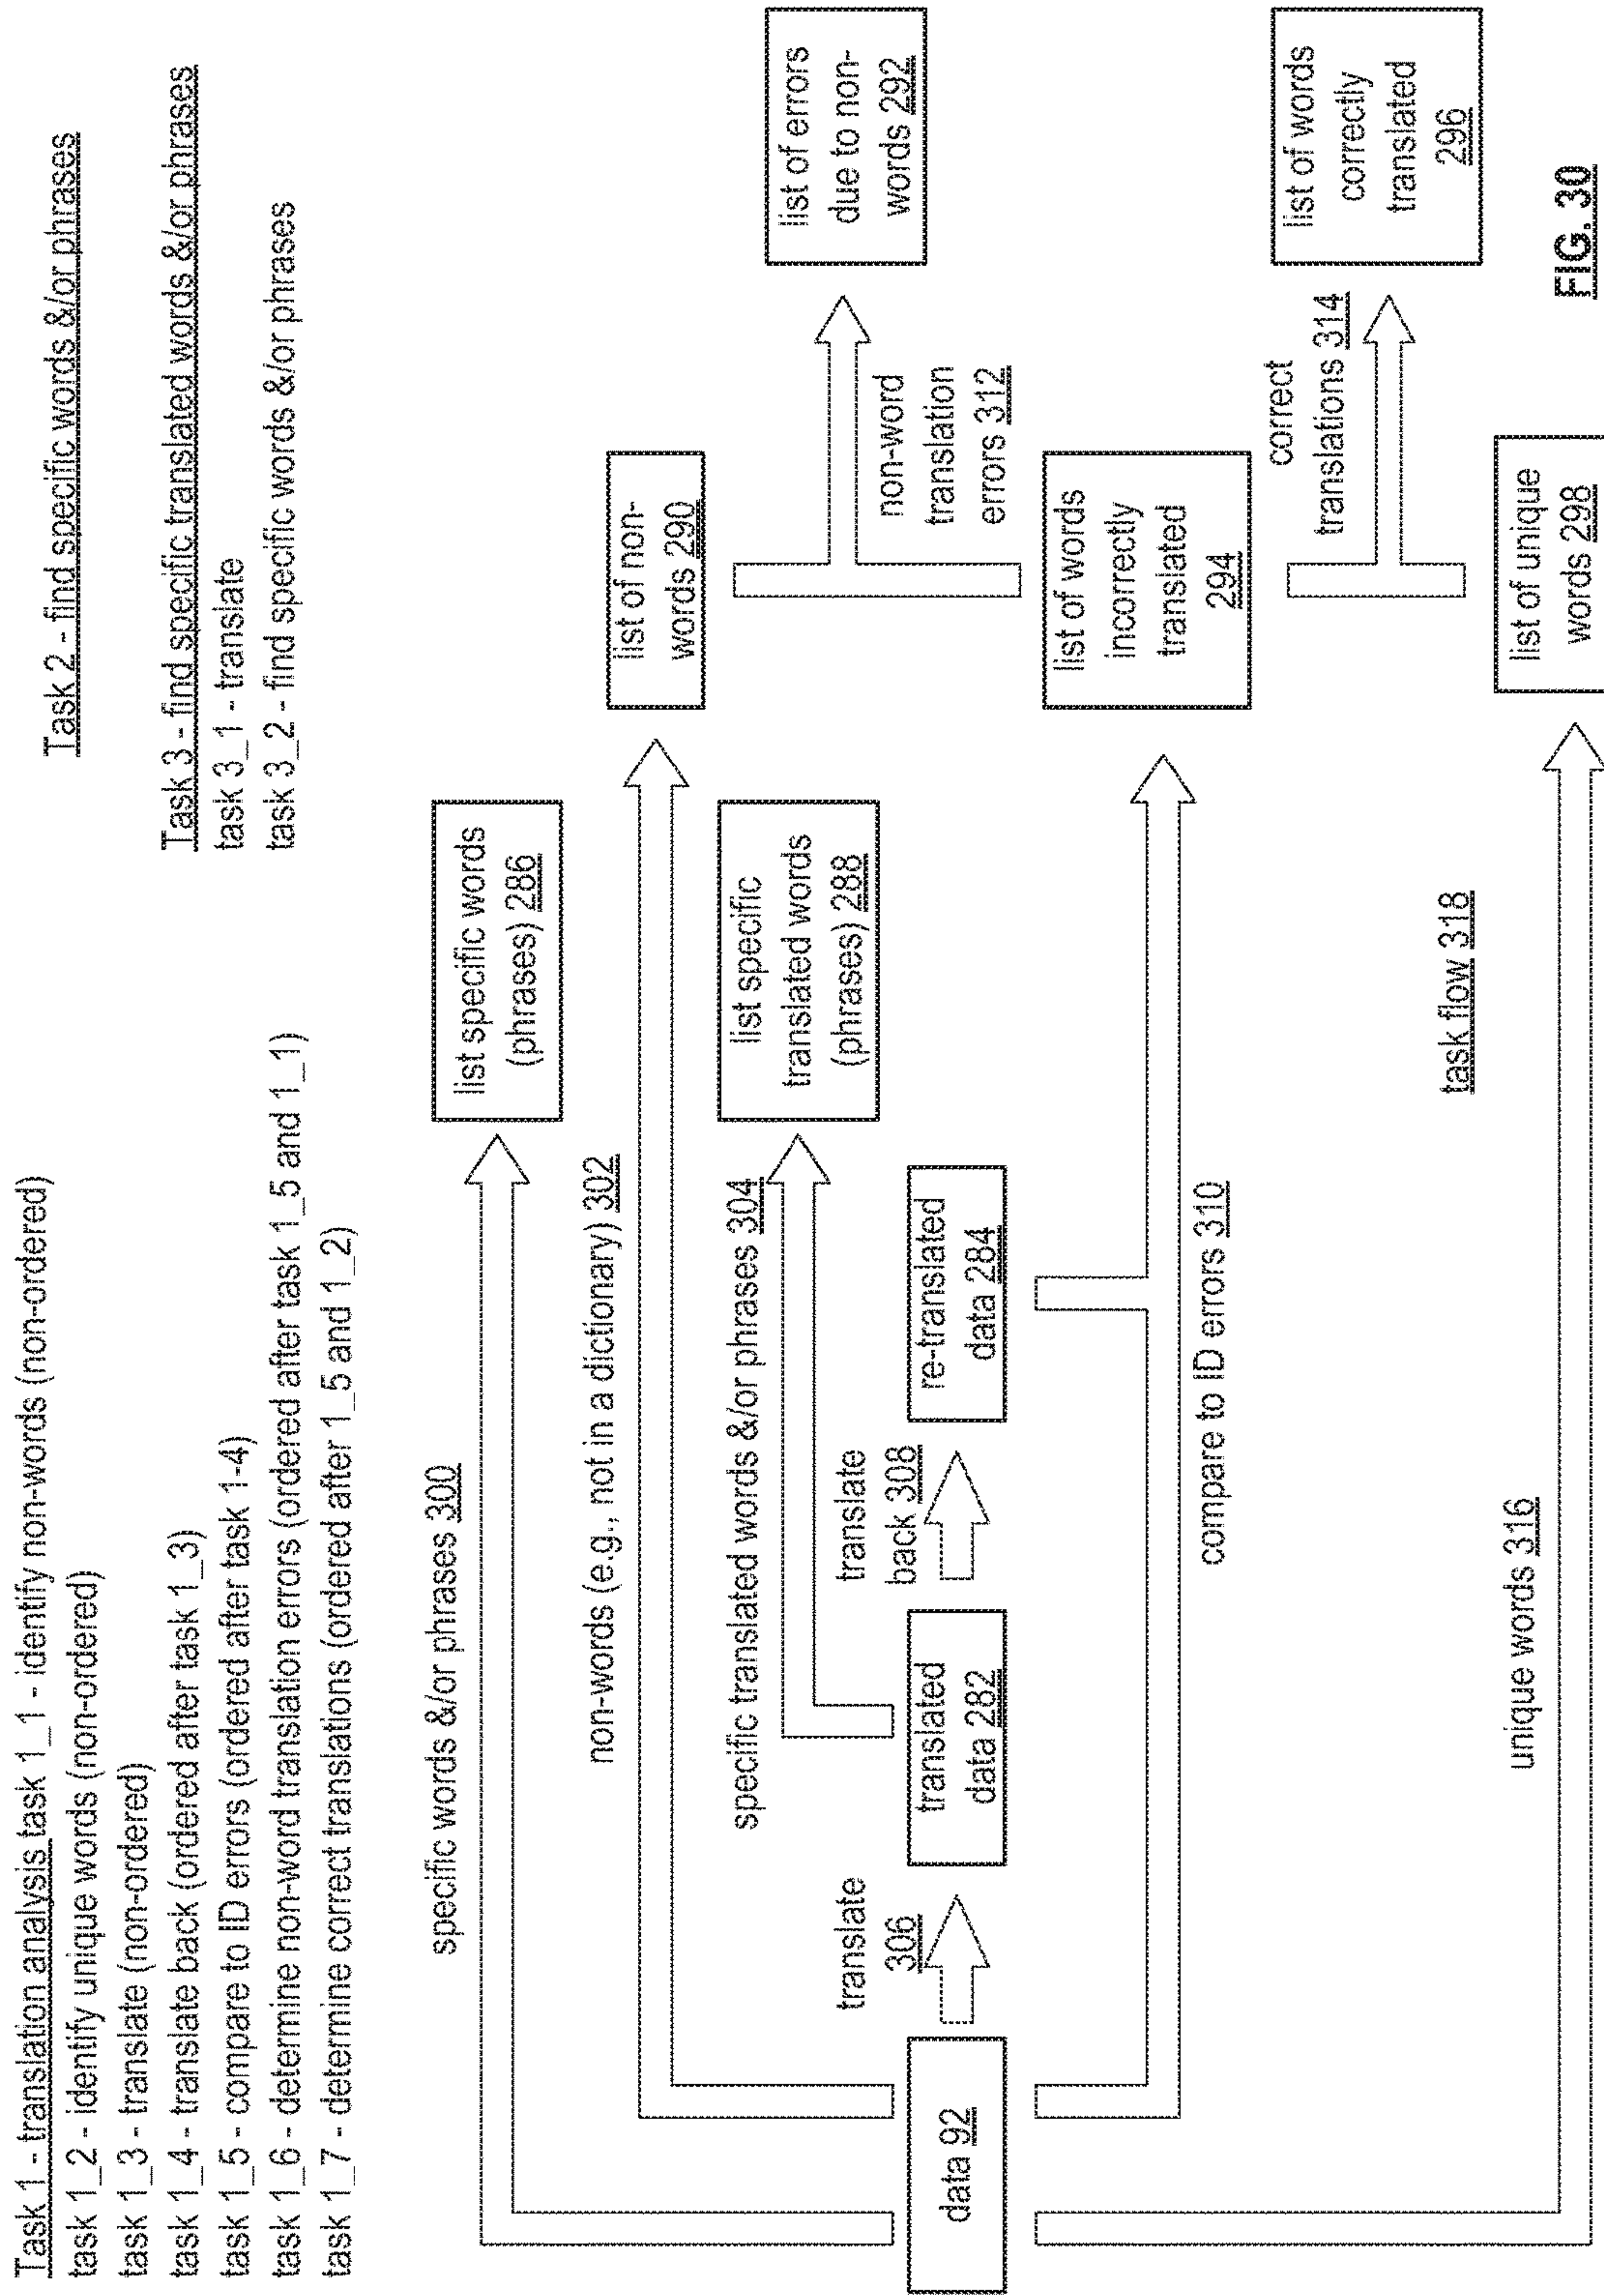 Task 1 - translation analysis task 1_1 - identify non-words (non-ordered)
task 1_2 - identify unique words (non-ordered)
task 1_3 - translate (non-ordered)
task 1_4 - translate back (ordered after task 1_3)
task 1_5 - compare to ID errors (ordered after task 1-4)
task 1_6 - determine non-word translation errors (ordered after task 1_5 and 1_1)
task 1_7 - determine correct translations (ordered after 1_5 and 1_2)
Task 2 - find specific words &/or phrases
Task 3 - find specific translated words &/or phrases
task 3_1 - translate
task 3_2 - find specific words &/or phrases
specific words &/or phrases 300
list specific words
(phrases) 286
non-words (e.g., not in a dictionary) 302
list of non-
words 290
specific translated words &/or phrases 304
list specific
translated words
(phrases) 288
list of errors
due to non-
words 292
data 92
translate
306
translated
data 282
translate
back 308
re-translated
data 284
non-word
translation
errors 312
compare to ID errors 310
list of words
incorrectly
translated
294
correct
translations 314
list of words
correctly
translated
296
task flow 318
unique words 316
list of unique
words 298
FIG. 30